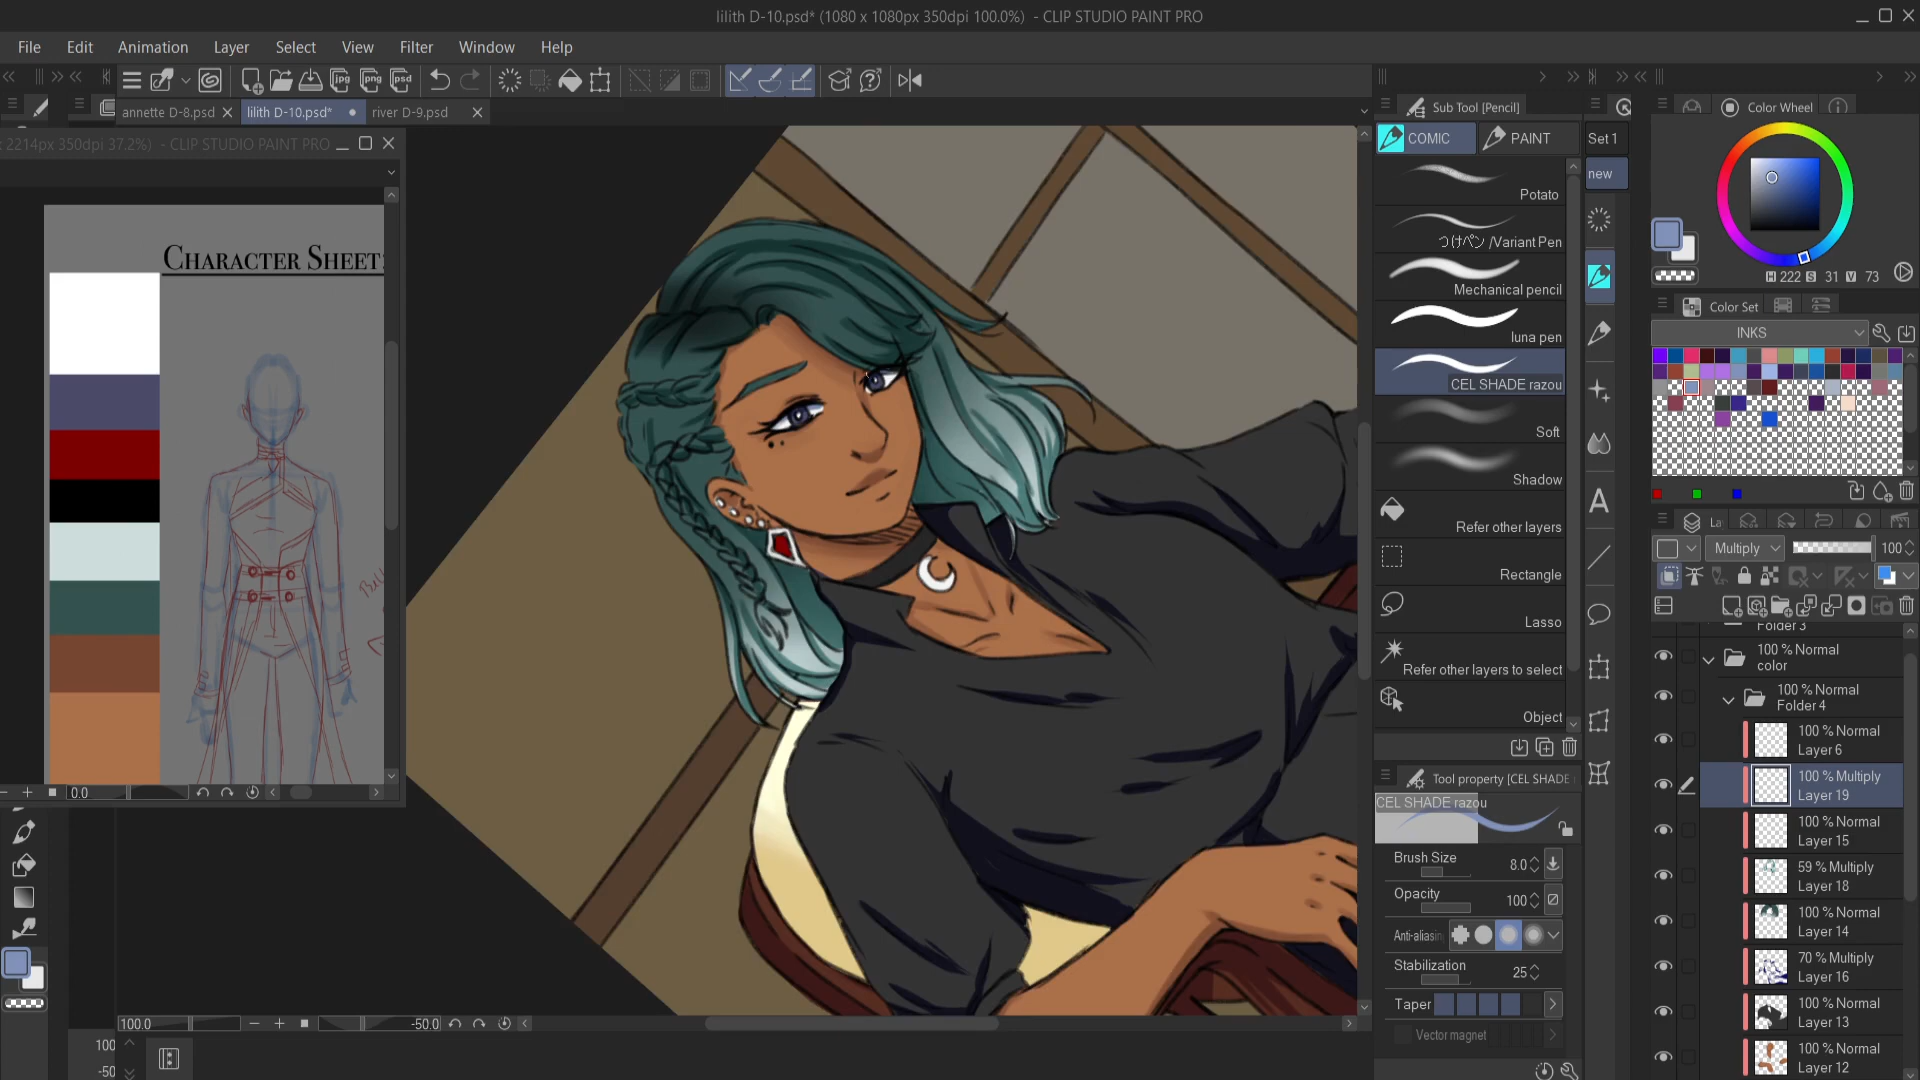 lilith D-10.psd* (1080 x 1080px 350dpi 100.0%) - CLIP STUDIO PAINT PRO
File Edit Animation Layer Select View Filter Window Help
jpg png psd
annette D-8.psd lilith D-10.psd* river D-9.psd
x 2214px 350dpi 37.2%) - CLIP STUDIO PAINT PRO
CHARACTER SHEET
0.0
100.0 -50.0
100
-50
Sub Tool [Pencil]
COMIC PAINT
Potato
つけペン /Variant Pen
Mechanical pencil
luna pen
CEL SHADE razou
Soft
Shadow
Refer other layers
Rectangle
Lasso
Refer other layers to select
Object
Tool property [CEL SHADE
CEL SHADE razou
Brush Size 8.0
Opacity 100
Anti-aliasin
Stabilization 25
Taper
Vector magnet
Set 1
new
A
Color Wheel
H 222 S 31 V 73
Color Set
INKS
La
Multiply 100
Folder 3
100 % Normal
color
100 % Normal
Folder 4
100 % Normal
Layer 6
100 % Multiply
Layer 19
100 % Normal
Layer 15
59 % Multiply
Layer 18
100 % Normal
Layer 14
70 % Multiply
Layer 16
100 % Normal
Layer 13
100 % Normal
Layer 12